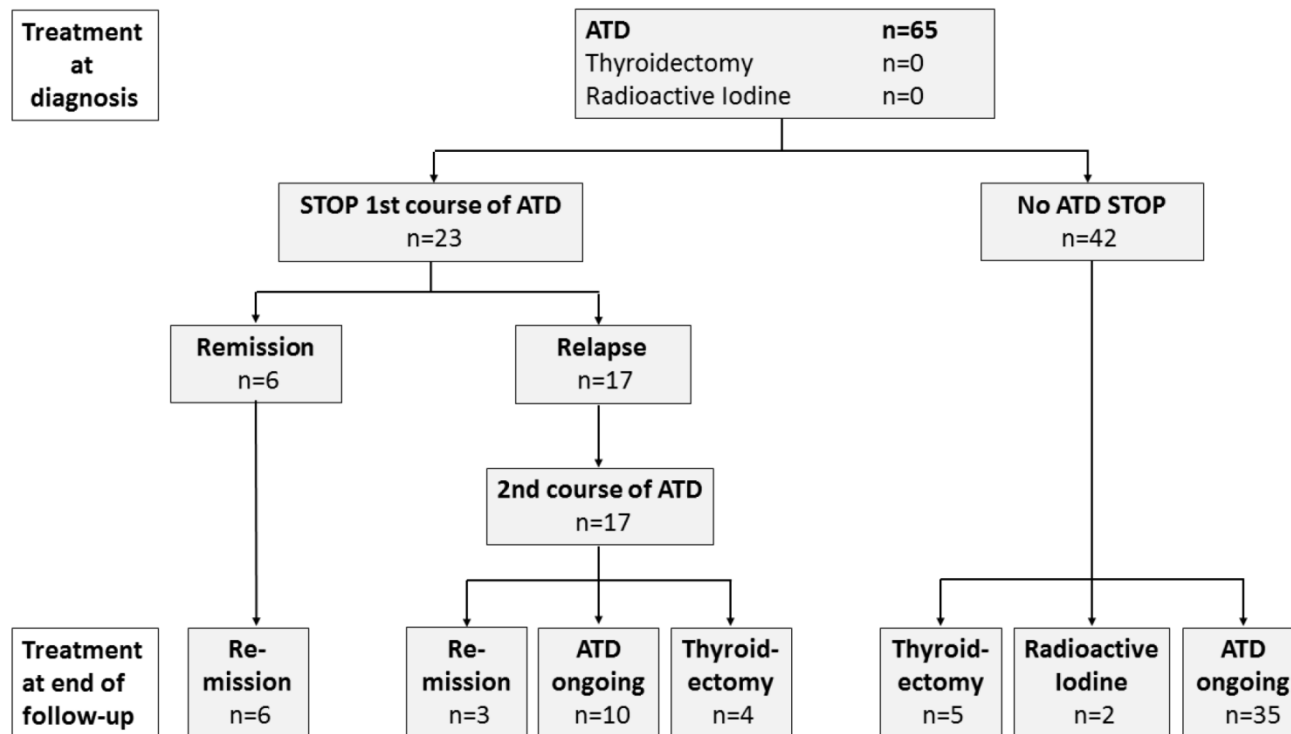 Treatment
at
diagnosis
ATD n=65
Thyroidectomy n=0
Radioactive Iodine n=0
STOP 1st course of ATD
n=23
No ATD STOP
n=42
Remission
n=6
Relapse
n=17
2nd course of ATD
n=17
Treatment
at end of
follow-up
Re-
mission
n=6
Re-
mission
n=3
ATD
ongoing
n=10
Thyroid-
ectomy
n=4
Thyroid-
ectomy
n=5
Radioactive
Iodine
n=2
ATD
ongoing
n=35